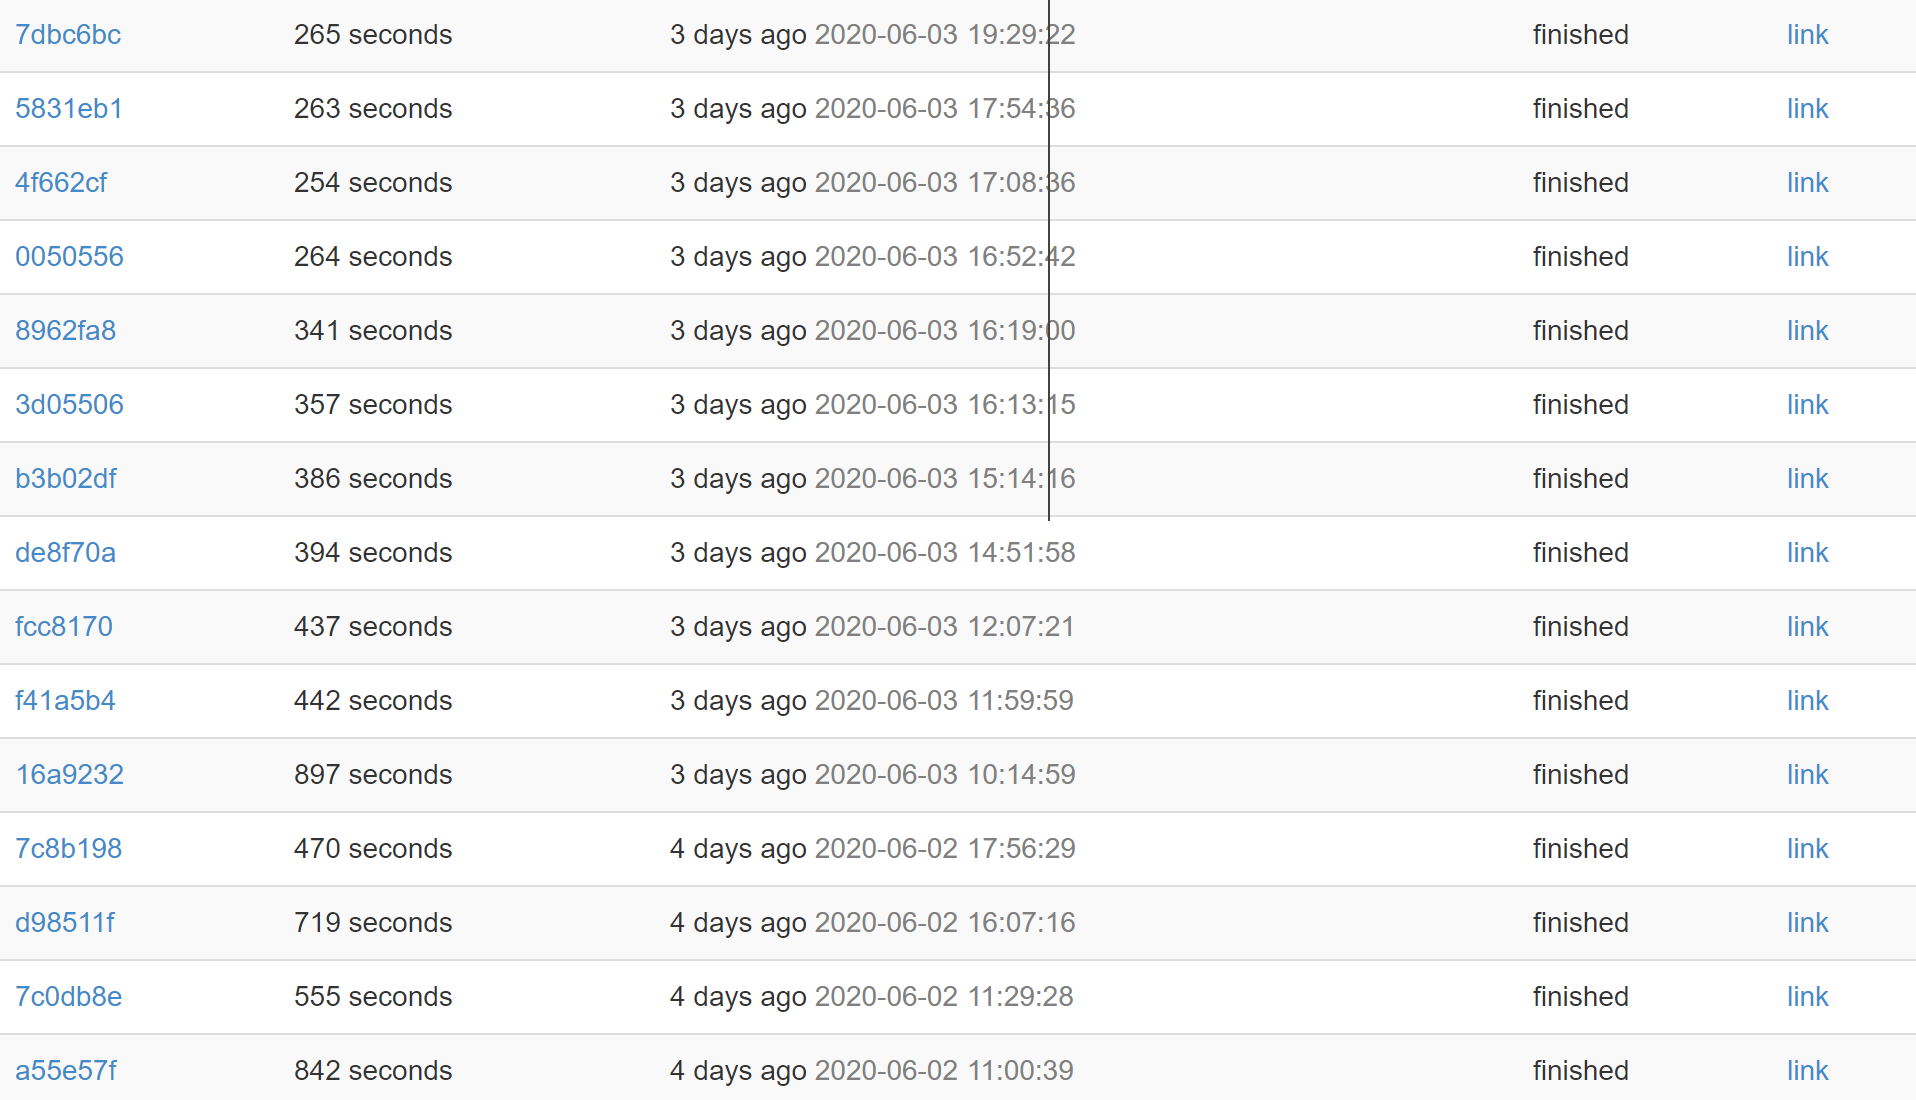 7dbc6bc 265 seconds 3 days ago 2020-06-03 19:29:22 finished link
5831eb1 263 seconds 3 days ago 2020-06-03 17:54:36 finished link
4f662cf 254 seconds 3 days ago 2020-06-03 17:08:36 finished link
0050556 264 seconds 3 days ago 2020-06-03 16:52:42 finished link
8962fa8 341 seconds 3 days ago 2020-06-03 16:19:00 finished link
3d05506 357 seconds 3 days ago 2020-06-03 16:13:15 finished link
b3b02df 386 seconds 3 days ago 2020-06-03 15:14:16 finished link
de8f70a 394 seconds 3 days ago 2020-06-03 14:51:58 finished link
fcc8170 437 seconds 3 days ago 2020-06-03 12:07:21 finished link
f41a5b4 442 seconds 3 days ago 2020-06-03 11:59:59 finished link
16a9232 897 seconds 3 days ago 2020-06-03 10:14:59 finished link
7c8b198 470 seconds 4 days ago 2020-06-02 17:56:29 finished link
d98511f 719 seconds 4 days ago 2020-06-02 16:07:16 finished link
7c0db8e 555 seconds 4 days ago 2020-06-02 11:29:28 finished link
a55e57f 842 seconds 4 days ago 2020-06-02 11:00:39 finished link